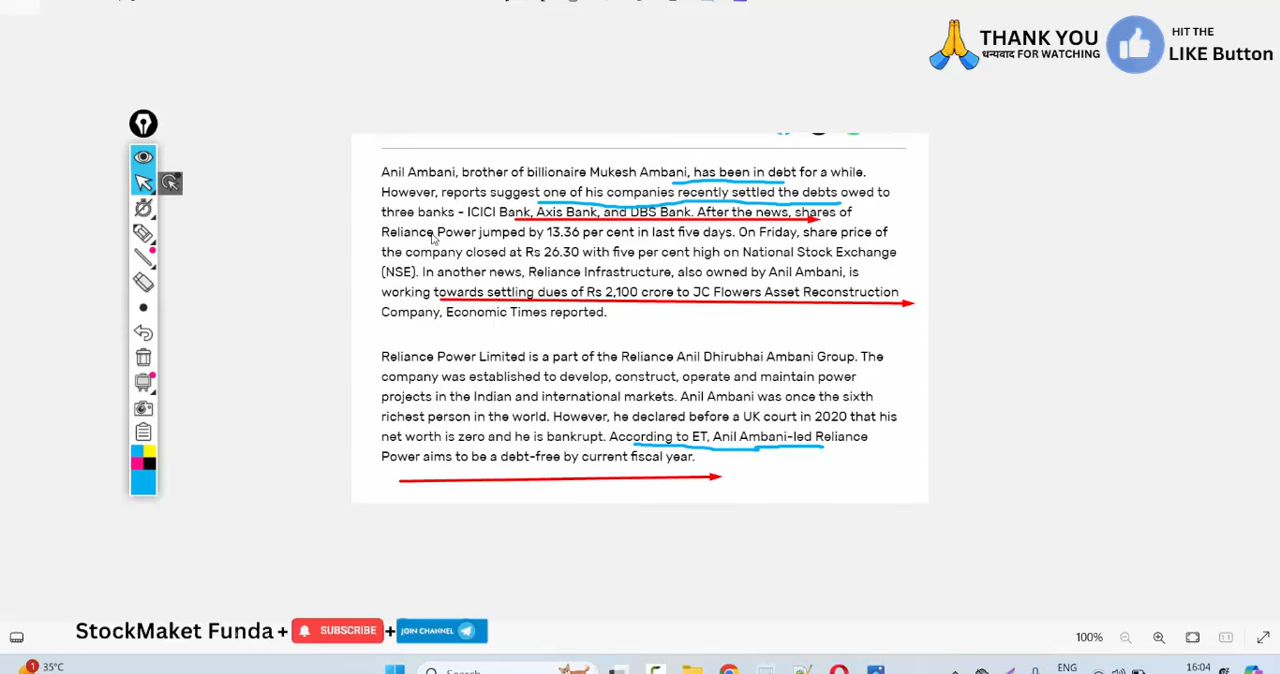 THANK YOU
धन्यवाद FOR WATCHING
HIT THE
LIKE Button
Anil Ambani, brother of billionaire Mukesh Ambani, has been in debt for a while.
However, reports suggest one of his companies recently settled the debts owed to
three banks - ICICI Bank, Axis Bank, and DBS Bank. After the news, shares of
Reliance Power jumped by 13.36 per cent in last five days. On Friday, share price of
the company closed at Rs 26.30 with five per cent high on National Stock Exchange
(NSE). In another news, Reliance Infrastructure, also owned by Anil Ambani, is
working towards settling dues of Rs 2,100 crore to JC Flowers Asset Reconstruction
Company, Economic Times reported.
Reliance Power Limited is a part of the Reliance Anil Dhirubhai Ambani Group. The
company was established to develop, construct, operate and maintain power
projects in the Indian and international markets. Anil Ambani was once the sixth
richest person in the world. However, he declared before a UK court in 2020 that his
net worth is zero and he is bankrupt. According to ET, Anil Ambani-led Reliance
Power aims to be a debt-free by current fiscal year.
StockMaket Funda + SUBSCRIBE + JOIN CHANNEL
100% 1:1
1 35°C
Search
ENG
16:04